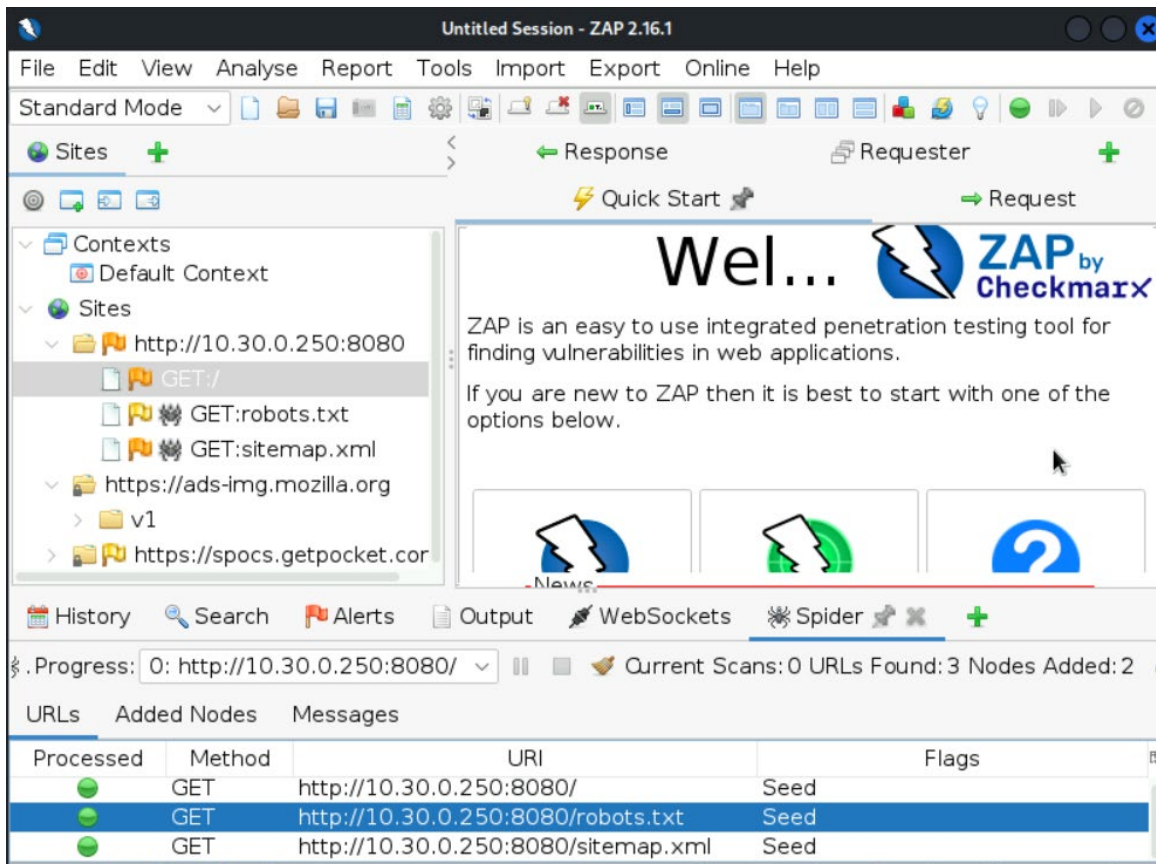 Untitled Session - ZAP 2.16.1
File Edit View Analyse Report Tools Import Export Online Help
Standard Mode
Sites
Response
Requester
Quick Start
Request
Contexts
Default Context
Sites
http://10.30.0.250:8080
GET:/
GET:robots.txt
GET:sitemap.xml
https://ads-img.mozilla.org
v1
https://spocs.getpocket.cor
Wel...
ZAP by
Checkmarx
ZAP is an easy to use integrated penetration testing tool for
finding vulnerabilities in web applications.
If you are new to ZAP then it is best to start with one of the
options below.
News
History Search Alerts Output WebSockets Spider
Progress: 0: http://10.30.0.250:8080/ Current Scans: 0 URLs Found: 3 Nodes Added: 2
URLs Added Nodes Messages
Processed Method URI Flags
GET http://10.30.0.250:8080/ Seed
GET http://10.30.0.250:8080/robots.txt Seed
GET http://10.30.0.250:8080/sitemap.xml Seed